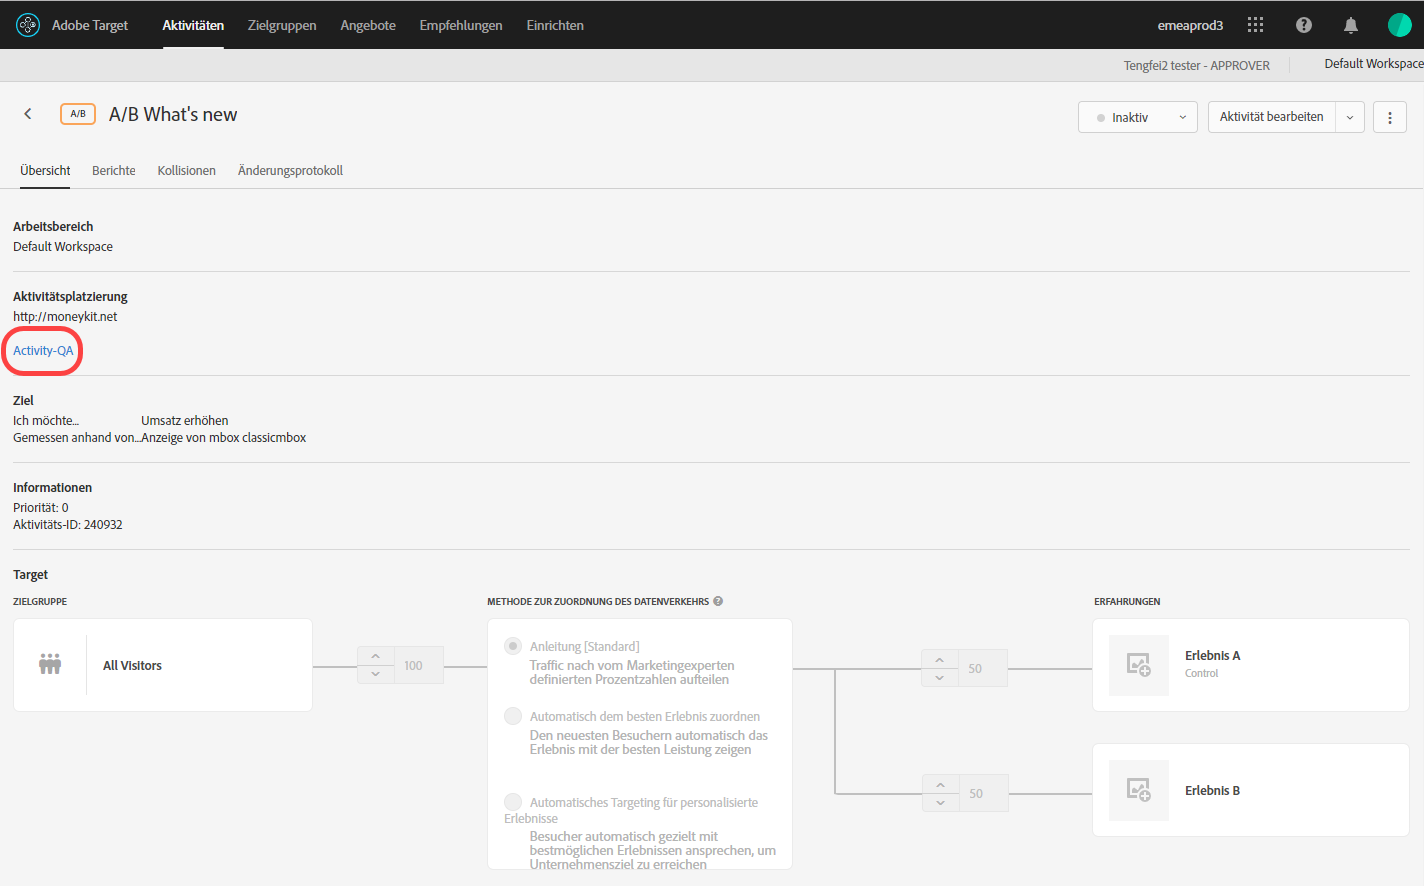 Adobe Target Aktivitäten Zielgruppen Angebote Empfehlungen Einrichten emeaprod3
Tengfei2 tester - APPROVER Default Workspace
A/B A/B What's new Inaktiv Aktivität bearbeiten
Übersicht Berichte Kollisionen Änderungsprotokoll
Arbeitsbereich
Default Workspace
Aktivitätsplatzierung
http://moneykit.net
Activity-QA
Ziel
Ich möchte... Umsatz erhöhen
Gemessen anhand von... Anzeige von mbox classicmbox
Informationen
Priorität: 0
Aktivitäts-ID: 240932
Target
ZIELGRUPPE METHODE ZUR ZUORDNUNG DES DATENVERKEHRS ? ERFAHRUNGEN
All Visitors
100
Anleitung [Standard]
Traffic nach vom Marketingexperten
definierten Prozentzahlen aufteilen
Automatisch dem besten Erlebnis zuordnen
Den neuesten Besuchern automatisch das
Erlebnis mit der besten Leistung zeigen
Automatisches Targeting für personalisierte
Erlebnisse
Besucher automatisch gezielt mit
bestmöglichen Erlebnissen ansprechen, um
Unternehmensziel zu erreichen
50
Erlebnis A
Control
50
Erlebnis B